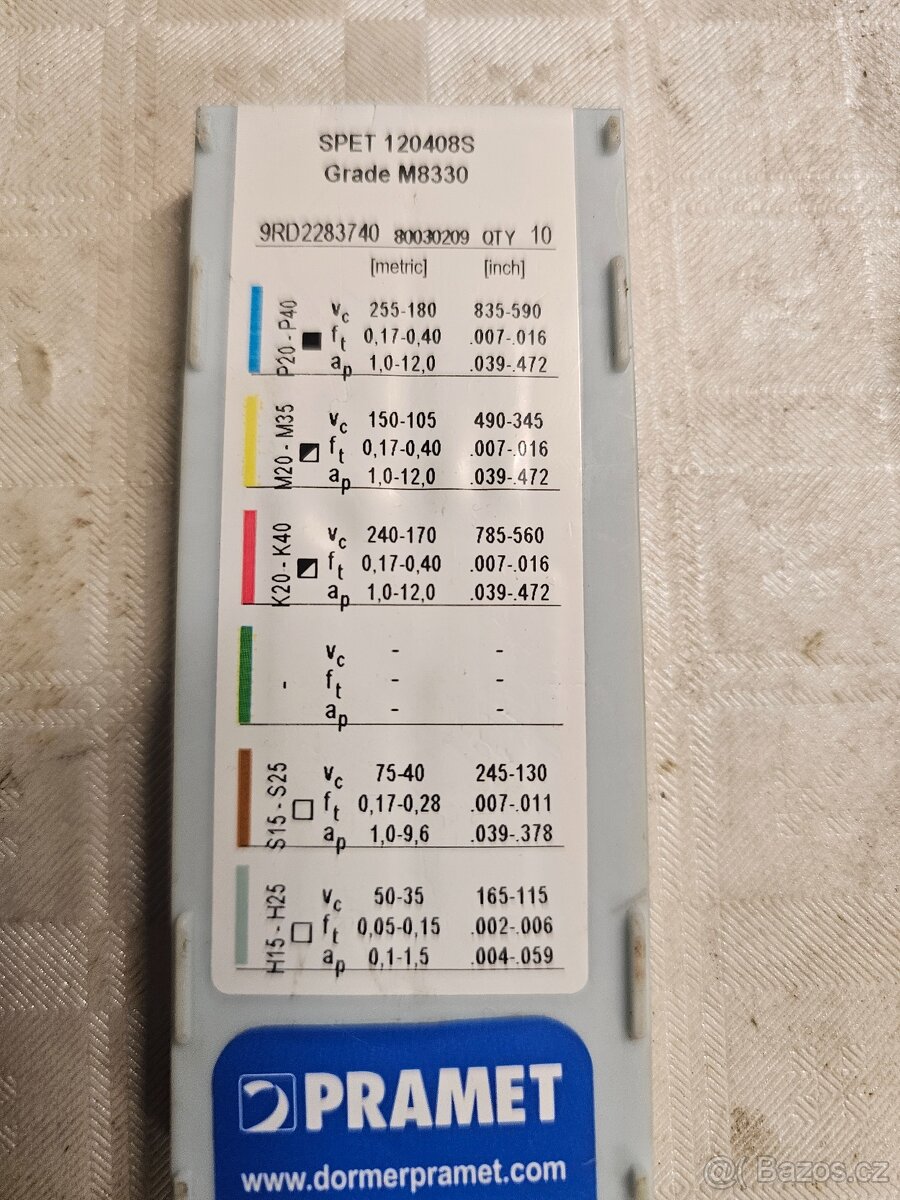 SPET 120408S
Grade M8330
9RD2283740 80030209 QTY 10
[metric] [inch]
P20 - P40
vc 255-180 835-590
ft 0,17-0,40 .007-.016
ap 1,0-12,0 .039-.472
M20 - M35
vc 150-105 490-345
ft 0,17-0,40 .007-.016
ap 1,0-12,0 .039-.472
K20 - K40
vc 240-170 785-560
ft 0,17-0,40 .007-.016
ap 1,0-12,0 .039-.472
-
vc - -
ft - -
ap - -
S15 - S25
vc 75-40 245-130
ft 0,17-0,28 .007-.011
ap 1,0-9,6 .039-.378
H15 - H25
vc 50-35 165-115
ft 0,05-0,15 .002-.006
ap 0,1-1,5 .004-.059
PRAMET
www.dormerpramet.com
@ Bazos.cz